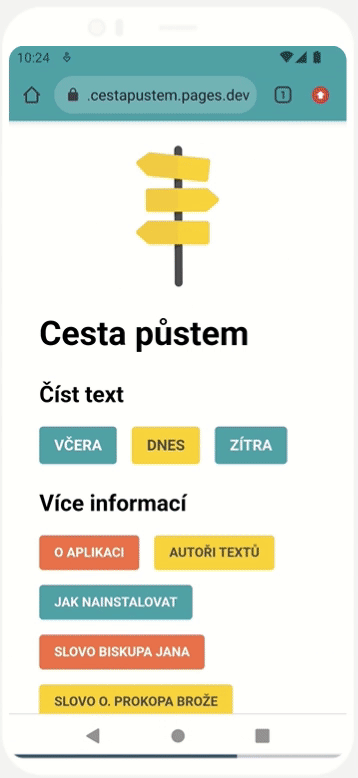 10:24
.cestapustem.pages.dev
1
Cesta půstem
Číst text
VČERA DNES ZÍTRA
Více informací
O APLIKACI AUTOŘI TEXTŮ
JAK NAINSTALOVAT
SLOVO BISKUPA JANA
SLOVO O. PROKOPA BROŽE